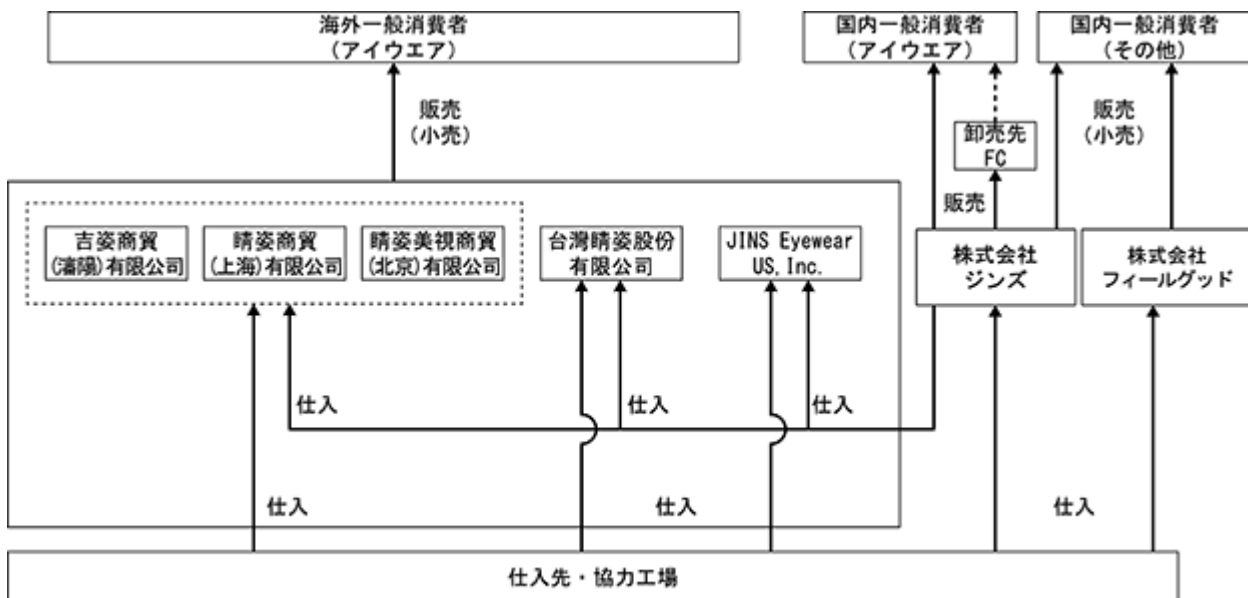 海外一般消費者
(アイウエア)
国内一般消費者
(アイウエア)
国内一般消費者
(その他)
販売
(小売)
卸売先
FC
販売
(小売)
販売
吉姿商貿
(瀋陽)有限公司
睛姿商貿
(上海)有限公司
睛姿美視商貿
(北京)有限公司
台灣睛姿股份
有限公司
JINS Eyewear
US,Inc.
株式会社
ジンズ
株式会社
フィールグッド
仕入
仕入
仕入
仕入
仕入
仕入
仕入先・協力工場